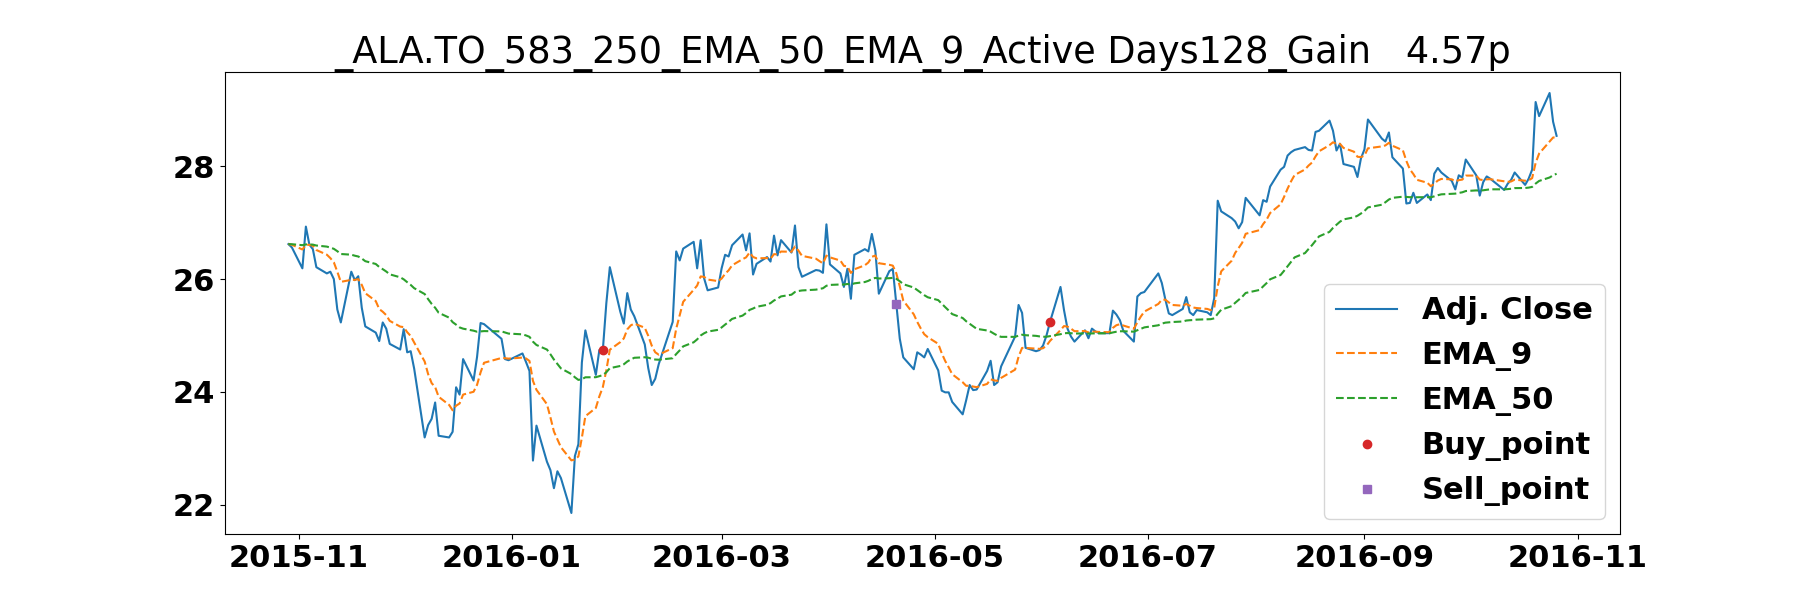 _ALA.TO_583_250_EMA_50_EMA_9_Active Days128_Gain   4.57p
28
26
24
22
Adj. Close
EMA_9
EMA_50
Buy_point
Sell_point
2015-11 2016-01 2016-03 2016-05 2016-07 2016-09 2016-11